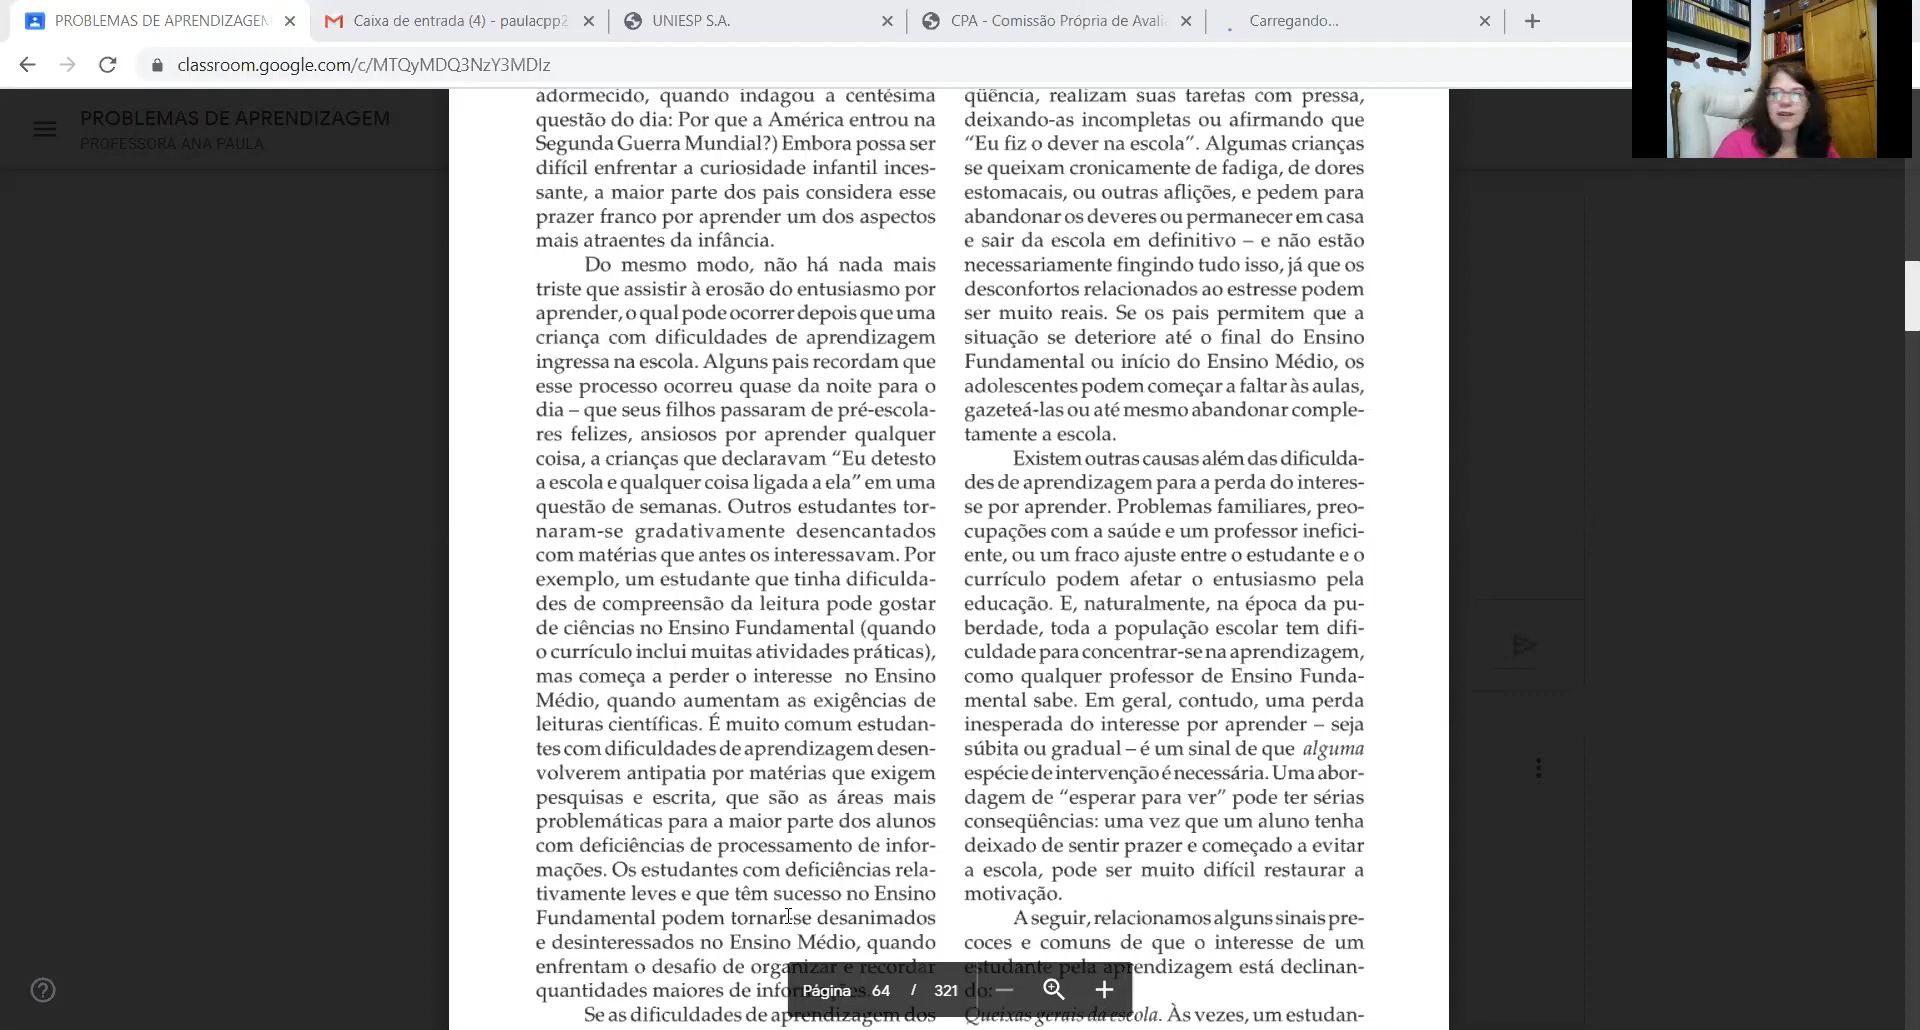 PROBLEMAS DE APRENDIZAGEM
Caixa de entrada (4) - paulacpp2
UNIESP S.A.
CPA - Comissão Própria de Avali
Carregando...
classroom.google.com/c/MTQyMDQ3NzY3MDIz
PROBLEMAS DE APRENDIZAGEM
PROFESSORA ANA PAULA
adormecido, quando indagou a centésima
questão do dia: Por que a América entrou na
Segunda Guerra Mundial?) Embora possa ser
difícil enfrentar a curiosidade infantil inces-
sante, a maior parte dos pais considera esse
prazer franco por aprender um dos aspectos
mais atraentes da infância.
Do mesmo modo, não há nada mais
triste que assistir à erosão do entusiasmo por
aprender, o qual pode ocorrer depois que uma
criança com dificuldades de aprendizagem
ingressa na escola. Alguns pais recordam que
esse processo ocorreu quase da noite para o
dia – que seus filhos passaram de pré-escola-
res felizes, ansiosos por aprender qualquer
coisa, a crianças que declaravam “Eu detesto
a escola e qualquer coisa ligada a ela” em uma
questão de semanas. Outros estudantes tor-
naram-se gradativamente desencantados
com matérias que antes os interessavam. Por
exemplo, um estudante que tinha dificulda-
des de compreensão da leitura pode gostar
de ciências no Ensino Fundamental (quando
o currículo inclui muitas atividades práticas),
mas começa a perder o interesse no Ensino
Médio, quando aumentam as exigências de
leituras científicas. É muito comum estudan-
tes com dificuldades de aprendizagem desen-
volverem antipatia por matérias que exigem
pesquisas e escrita, que são as áreas mais
problemáticas para a maior parte dos alunos
com deficiências de processamento de infor-
mações. Os estudantes com deficiências rela-
tivamente leves e que têm sucesso no Ensino
Fundamental podem tornar-se desanimados
e desinteressados no Ensino Médio, quando
enfrentam o desafio de organizar e recordar
quantidades maiores de informações.
Se as dificuldades de aprendizagem dos
qüência, realizam suas tarefas com pressa,
deixando-as incompletas ou afirmando que
“Eu fiz o dever na escola”. Algumas crianças
se queixam cronicamente de fadiga, de dores
estomacais, ou outras aflições, e pedem para
abandonar os deveres ou permanecer em casa
e sair da escola em definitivo – e não estão
necessariamente fingindo tudo isso, já que os
desconfortos relacionados ao estresse podem
ser muito reais. Se os pais permitem que a
situação se deteriore até o final do Ensino
Fundamental ou início do Ensino Médio, os
adolescentes podem começar a faltar às aulas,
gazeteá-las ou até mesmo abandonar comple-
tamente a escola.
Existem outras causas além das dificulda-
des de aprendizagem para a perda do interes-
se por aprender. Problemas familiares, preo-
cupações com a saúde e um professor inefici-
ente, ou um fraco ajuste entre o estudante e o
currículo podem afetar o entusiasmo pela
educação. E, naturalmente, na época da pu-
berdade, toda a população escolar tem difi-
culdade para concentrar-se na aprendizagem,
como qualquer professor de Ensino Funda-
mental sabe. Em geral, contudo, uma perda
inesperada do interesse por aprender – seja
súbita ou gradual – é um sinal de que alguma
espécie de intervenção é necessária. Uma abor-
dagem de “esperar para ver” pode ter sérias
conseqüências: uma vez que um aluno tenha
deixado de sentir prazer e começado a evitar
a escola, pode ser muito difícil restaurar a
motivação.
A seguir, relacionamos alguns sinais pre-
coces e comuns de que o interesse de um
estudante pela aprendizagem está declinan-
do:
Queixas gerais da escola. Às vezes, um estudan-
Página 64 / 321